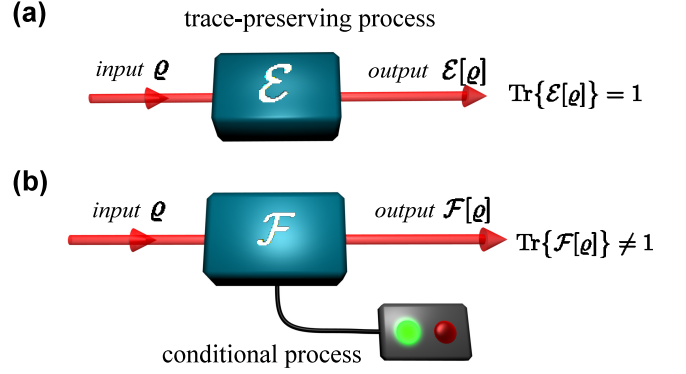 (a)
trace-preserving process
input ϱ
ℰ
output ℰ[ϱ]
Tr{ℰ[ϱ]} = 1
(b)
input ϱ
ℱ
output ℱ[ϱ]
Tr{ℱ[ϱ]} ≠ 1
conditional process